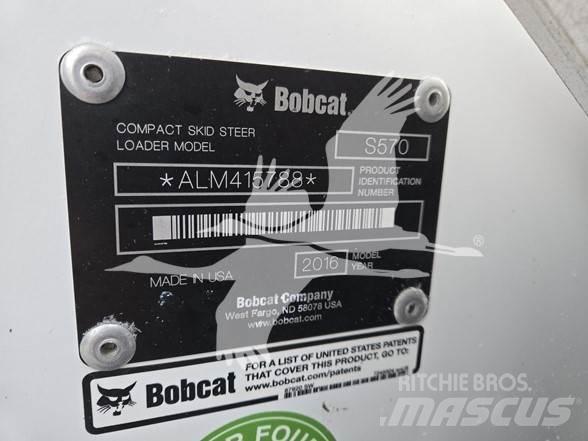 Bobcat
COMPACT SKID STEER
LOADER MODEL
S570
*ALM415788*
PRODUCT
IDENTIFICATION
NUMBER
MADE IN USA
2016
MODEL
YEAR
Bobcat Company
West Fargo, ND 58078 USA
www.bobcat.com
Bobcat
FOR A LIST OF UNITED STATES PATENTS
THAT COVER THIS PRODUCT, GO TO:
www.bobcat.com/patents
FOUR
®
RITCHIE BROS.
MASCUS